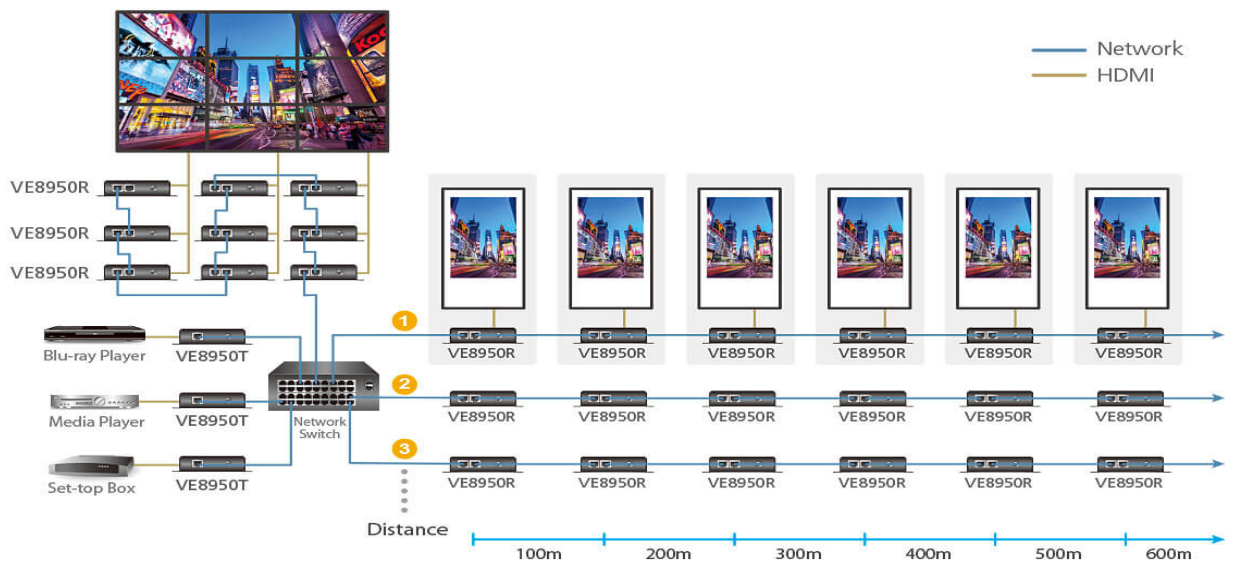 Network
HDMI
VE8950R
VE8950R
VE8950R
Blu-ray Player
VE8950T
Media Player
VE8950T
Set-top Box
VE8950T
Network
Switch
1
VE8950R VE8950R VE8950R VE8950R VE8950R VE8950R
2
VE8950R VE8950R VE8950R VE8950R VE8950R VE8950R
3
VE8950R VE8950R VE8950R VE8950R VE8950R VE8950R
Distance
100m 200m 300m 400m 500m 600m